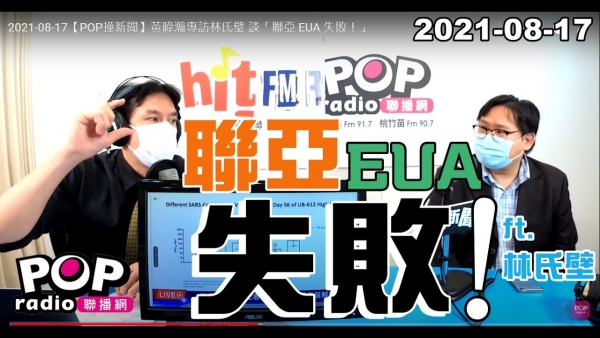 2021-08-17【POP撞新聞】黃暐瀚專訪林氏璧 談「聯亞 EUA 失敗!」
2021-08-17
hit FM
POP
radio 聯播網
Fm 91.7 桃竹苗 Fm 90.7
聯亞 EUA
失敗!
ft.
林氏璧
新聞
Day 56 of UB-612
POP
radio 聯播網
LIVE
ASUS